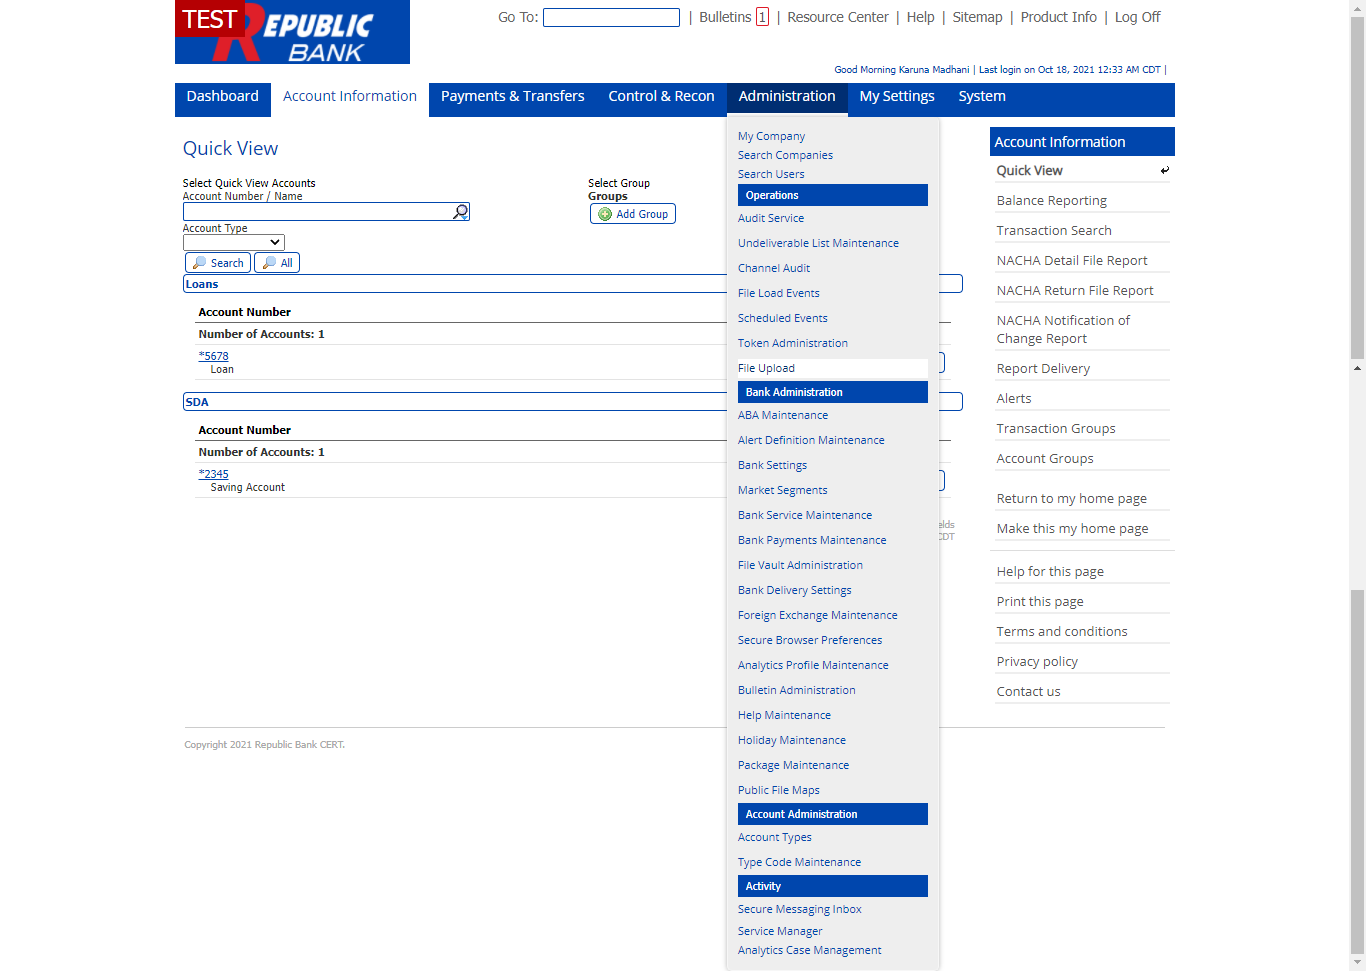 TEST
REPUBLIC
BANK
Go To: | Bulletins 1 | Resource Center | Help | Sitemap | Product Info | Log Off
Good Morning Karuna Madhani | Last login on Oct 18, 2021 12:33 AM CDT |
Dashboard Account Information Payments & Transfers Control & Recon Administration My Settings System
Quick View
Select Quick View Accounts
Account Number / Name
Account Type
Search All
Select Group
Groups
Add Group
Loans
Account Number
Number of Accounts: 1
*5678
Loan
SDA
Account Number
Number of Accounts: 1
*2345
Saving Account
CDT
My Company
Search Companies
Search Users
Operations
Audit Service
Undeliverable List Maintenance
Channel Audit
File Load Events
Scheduled Events
Token Administration
File Upload
Bank Administration
ABA Maintenance
Alert Definition Maintenance
Bank Settings
Market Segments
Bank Service Maintenance
Bank Payments Maintenance
File Vault Administration
Bank Delivery Settings
Foreign Exchange Maintenance
Secure Browser Preferences
Analytics Profile Maintenance
Bulletin Administration
Help Maintenance
Holiday Maintenance
Package Maintenance
Public File Maps
Account Administration
Account Types
Type Code Maintenance
Activity
Secure Messaging Inbox
Service Manager
Analytics Case Management
Account Information
Quick View
Balance Reporting
Transaction Search
NACHA Detail File Report
NACHA Return File Report
NACHA Notification of
Change Report
Report Delivery
Alerts
Transaction Groups
Account Groups
Return to my home page
Make this my home page
Help for this page
Print this page
Terms and conditions
Privacy policy
Contact us
Copyright 2021 Republic Bank CERT.